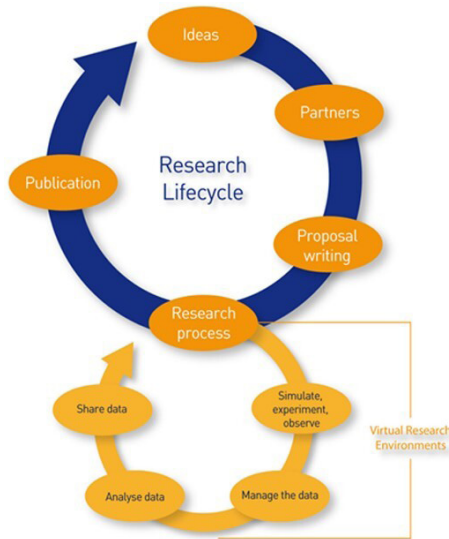 Ideas
Partners
Publication
Research
Lifecycle
Proposal
writing
Research
process
Simulate,
experiment,
observe
Share data
Virtual Research
Environments
Manage the data
Analyse data